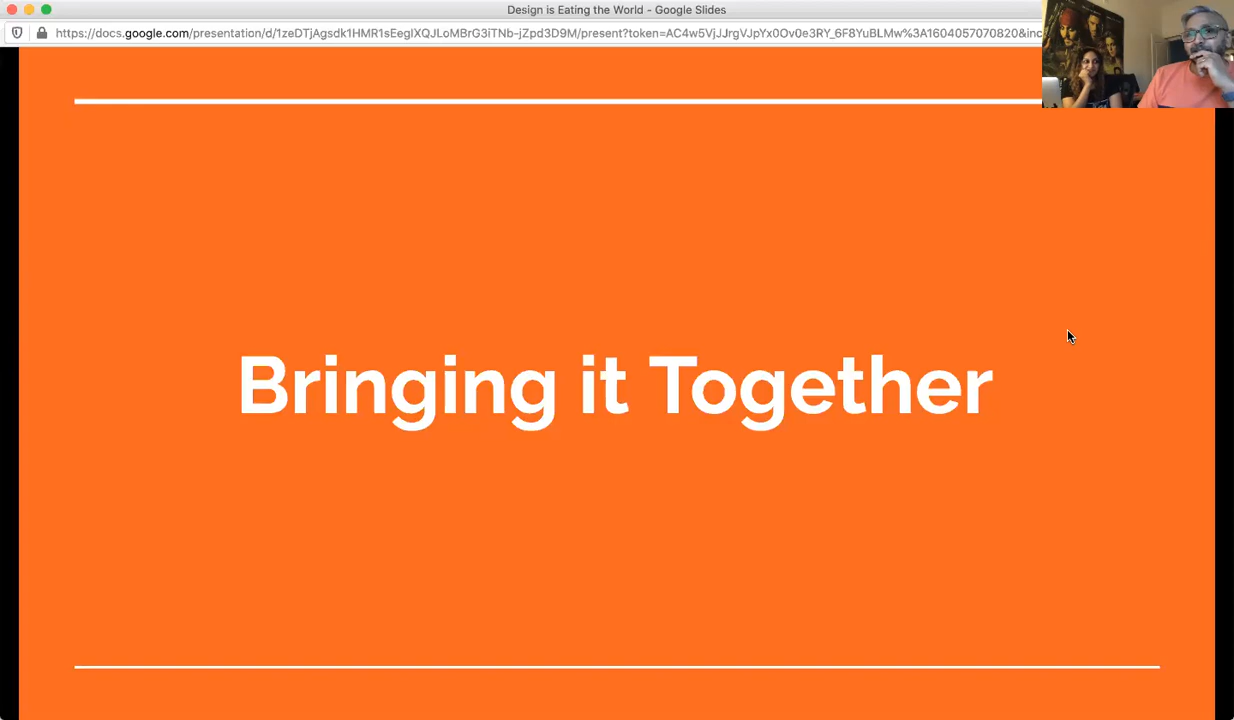 Design is Eating the World - Google Slides
https://docs.google.com/presentation/d/1zeDTjAgsdk1HMR1sEegIXQJLoMBrG3iTNb-jZpd3D9M/present?token=AC4w5VjJJrgVJpYx0Ov0e3RY_6F8YuBLMw%3A1604057070820&inc
Bringing it Together